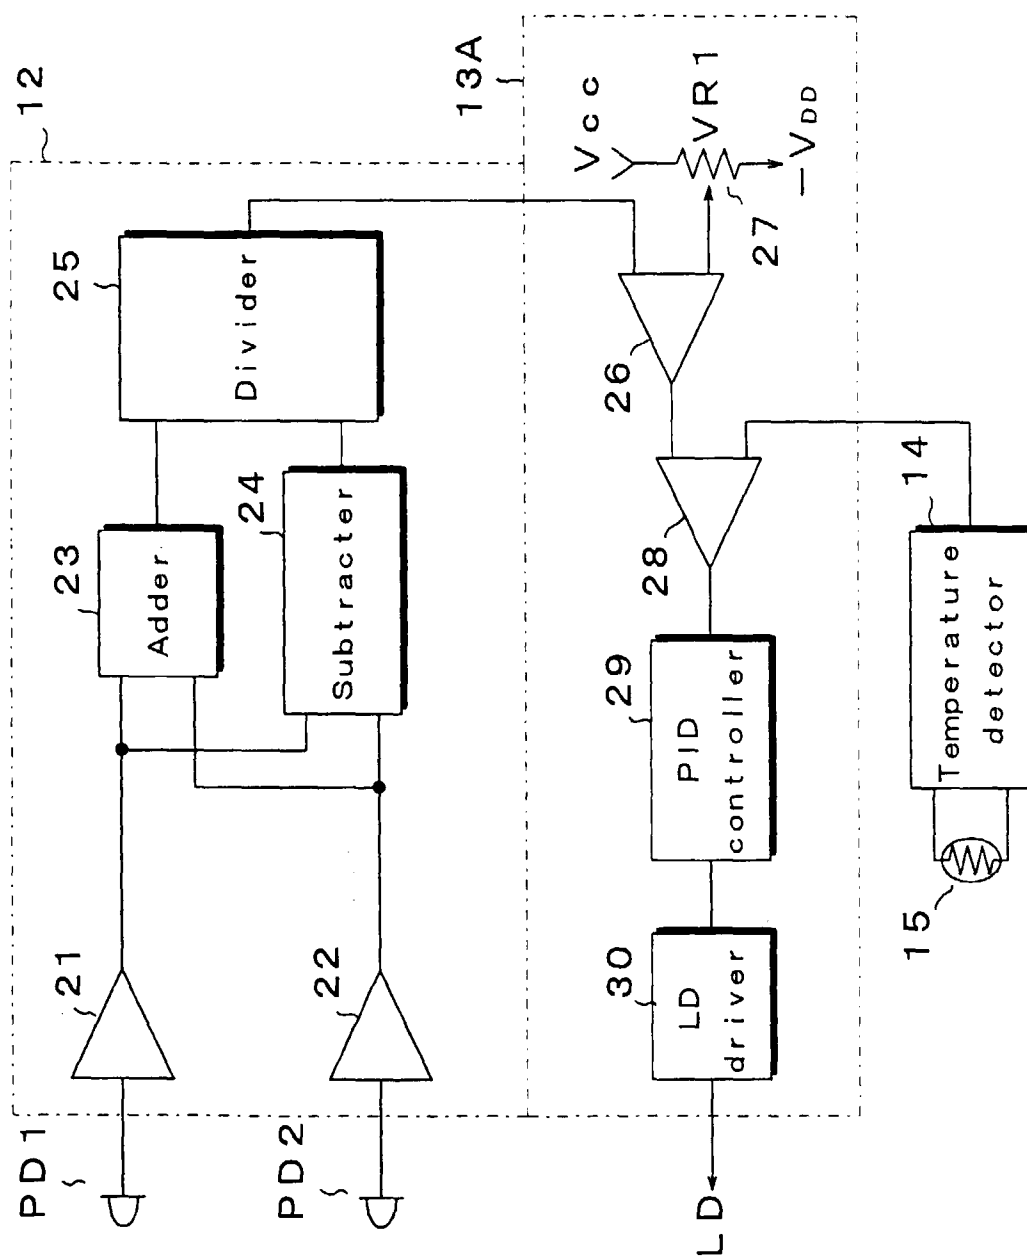 12
PD1
21
23
Adder
25
Divider
PD2
22
24
Subtracter
13A
Vcc
VR1
27
-VDD
26
28
29
PID
controller
30
LD
driver
LD
14
Temperature
detector
15